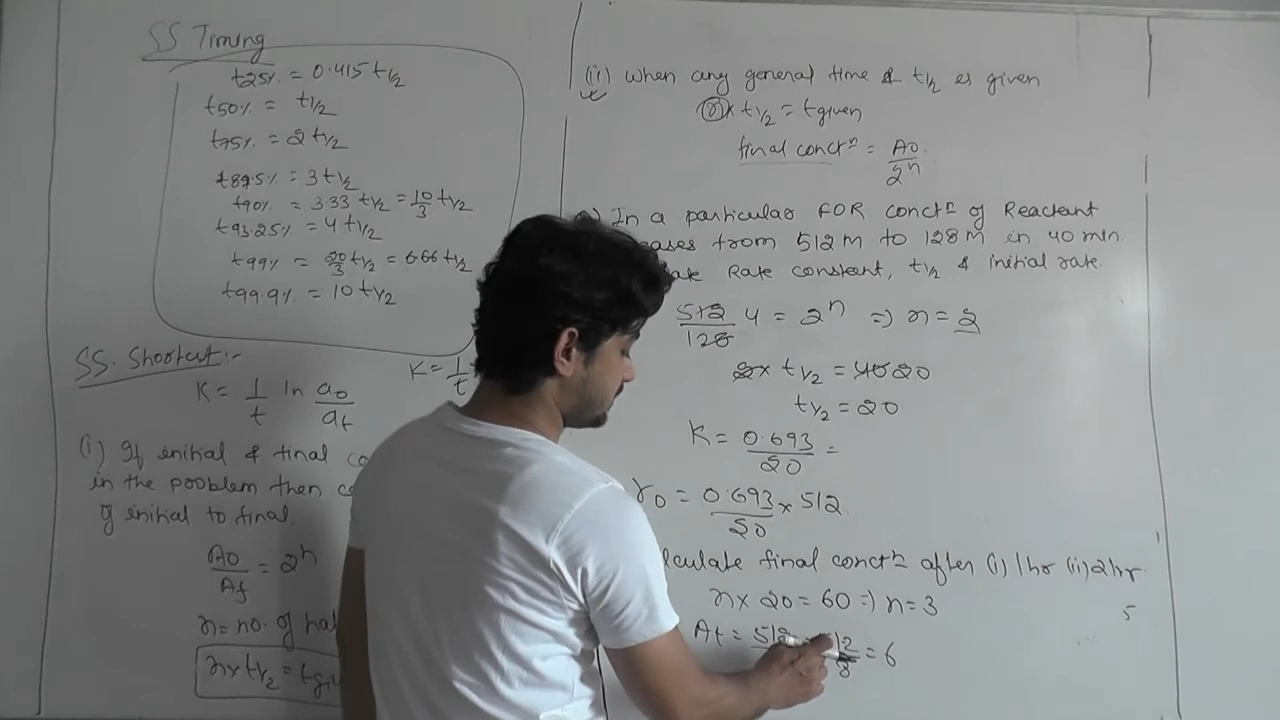 SS Timing
t25% = 0.415 t1/2
t50% = t1/2
t75% = 2 t1/2
t87.5% = 3 t1/2
t90% = 3.33 t1/2 = 10/3 t1/2
t93.25% = 4 t1/2
t99% = 20/3 t1/2 = 6.66 t1/2
t99.9% = 10 t1/2
SS. Shortcut:-
K = 1/t ln a0/at
K = 1/t
(i) If initial & final
in the problem then
of initial to final.
A0/Af = 2^n
n = no. of
n x t1/2 =
(ii) when any general time & t1/2 is given
n x t1/2 = tgiven
final conctn = A0/2^n
In a particular FOR conctn of Reactant
from 512 M to 128 M in 40 min.
Rate constant, t1/2 & initial rate.
512/128 4 = 2^n => n = 2
2 x t1/2 = 40 20
t1/2 = 20
K = 0.693/20 =
r0 = 0.693/20 x 512
final conctn after (i) 1hr (ii) 2hr
n x 20 = 60 => n = 3
5
At = 512 = 512/8 = 6